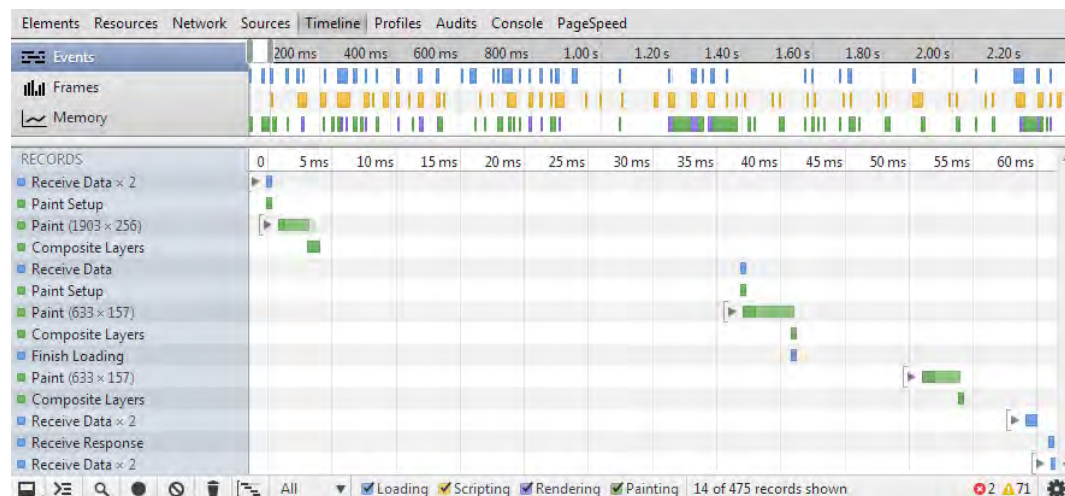 Elements Resources Network Sources Timeline Profiles Audits Console PageSpeed
Events 200 ms 400 ms 600 ms 800 ms 1.00 s 1.20 s 1.40 s 1.60 s 1.80 s 2.00 s 2.20 s
Frames
Memory
RECORDS 0 5 ms 10 ms 15 ms 20 ms 25 ms 30 ms 35 ms 40 ms 45 ms 50 ms 55 ms 60 ms
Receive Data × 2
Paint Setup
Paint (1903 × 256)
Composite Layers
Receive Data
Paint Setup
Paint (633 × 157)
Composite Layers
Finish Loading
Paint (633 × 157)
Composite Layers
Receive Data × 2
Receive Response
Receive Data × 2
All Loading Scripting Rendering Painting 14 of 475 records shown 2 71